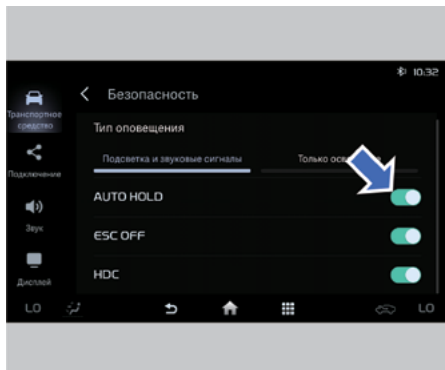 10:32
Безопасность
Транспортное
средство
Тип оповещения
Подсветка и звуковые сигналы
Только
Подключение
AUTO HOLD
Звук
ESC OFF
HDC
Дисплей
LO
LO